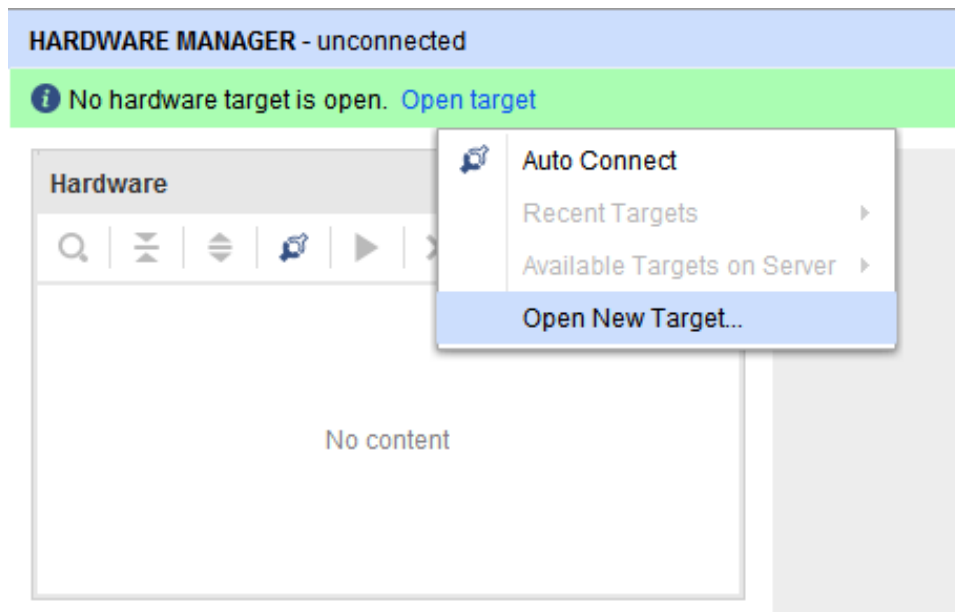 HARDWARE MANAGER - unconnected
No hardware target is open. Open target
Auto Connect
Hardware
Recent Targets
Available Targets on Server
Open New Target...
No content